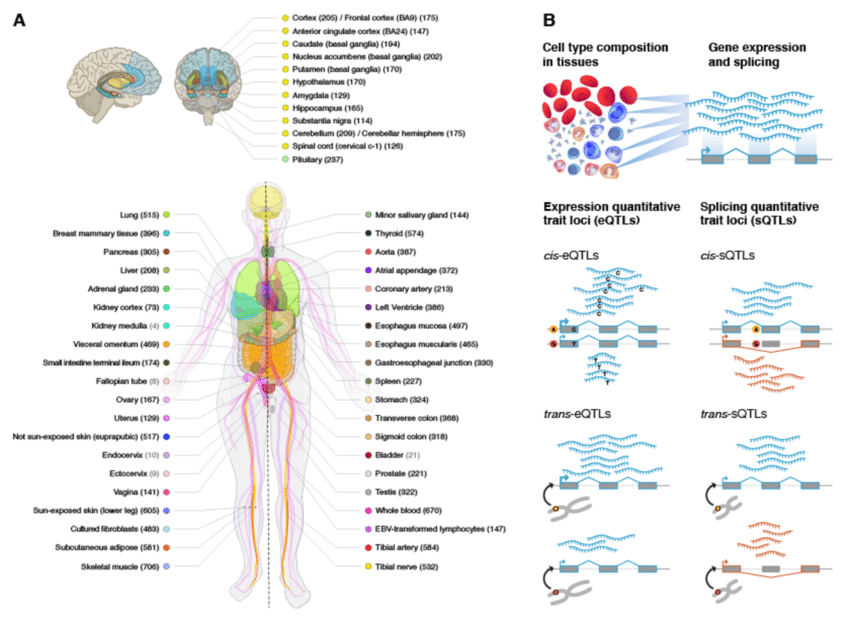 A
Cortex (205) / Frontal cortex (BA9) (175)
Anterior cingulate cortex (BA24) (147)
Caudate (basal ganglia) (194)
Nucleus accumbens (basal ganglia) (202)
Putamen (basal ganglia) (170)
Hypothalamus (170)
Amygdala (129)
Hippocampus (165)
Substantia nigra (114)
Cerebellum (209) / Cerebellar hemisphere (175)
Spinal cord (cervical c-1) (126)
Pituitary (237)
Lung (515)
Breast mammary tissue (396)
Pancreas (305)
Liver (208)
Adrenal gland (233)
Kidney cortex (73)
Kidney medulla (4)
Visceral omentum (469)
Small intestine terminal ileum (174)
Fallopian tube (8)
Ovary (167)
Uterus (129)
Not sun-exposed skin (suprapubic) (517)
Endocervix (10)
Ectocervix (9)
Vagina (141)
Sun-exposed skin (lower leg) (605)
Cultured fibroblasts (483)
Subcutaneous adipose (581)
Skeletal muscle (706)
Minor salivary gland (144)
Thyroid (574)
Aorta (387)
Atrial appendage (372)
Coronary artery (213)
Left Ventricle (386)
Esophagus mucosa (497)
Esophagus muscularis (465)
Gastroesophageal junction (330)
Spleen (227)
Stomach (324)
Transverse colon (368)
Sigmoid colon (318)
Bladder (21)
Prostate (221)
Testis (322)
Whole blood (670)
EBV-transformed lymphocytes (147)
Tibial artery (584)
Tibial nerve (532)
B
Cell type composition
in tissues
Gene expression
and splicing
Expression quantitative
trait loci (eQTLs)
Splicing quantitative
trait loci (sQTLs)
cis-eQTLs
C
C
C
C
C
C
A
C
G
T
T
T
T
T
cis-sQTLs
A
G
trans-eQTLs
trans-sQTLs